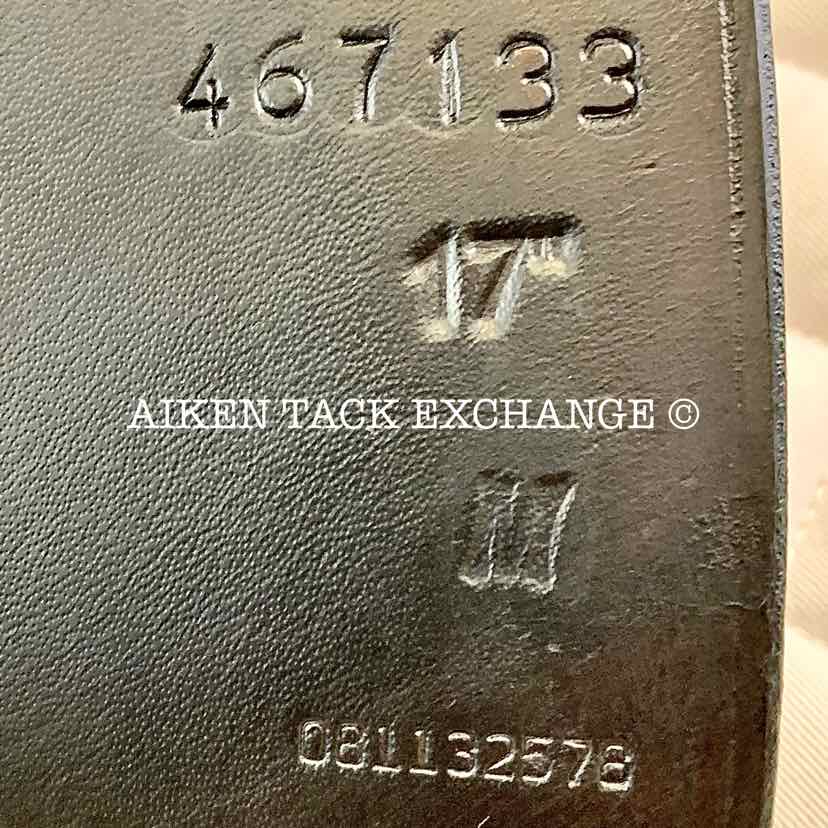 467133
17"
AIKEN TACK EXCHANGE ©
M
081132578